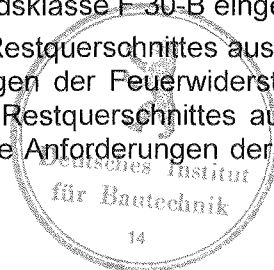 dsklasse F 30-B einge
Restquerschnittes aus
gen der Feuerwiderst
Restquerschnittes au
e Anforderungen der
Deutsches Institut
für Bautechnik
14